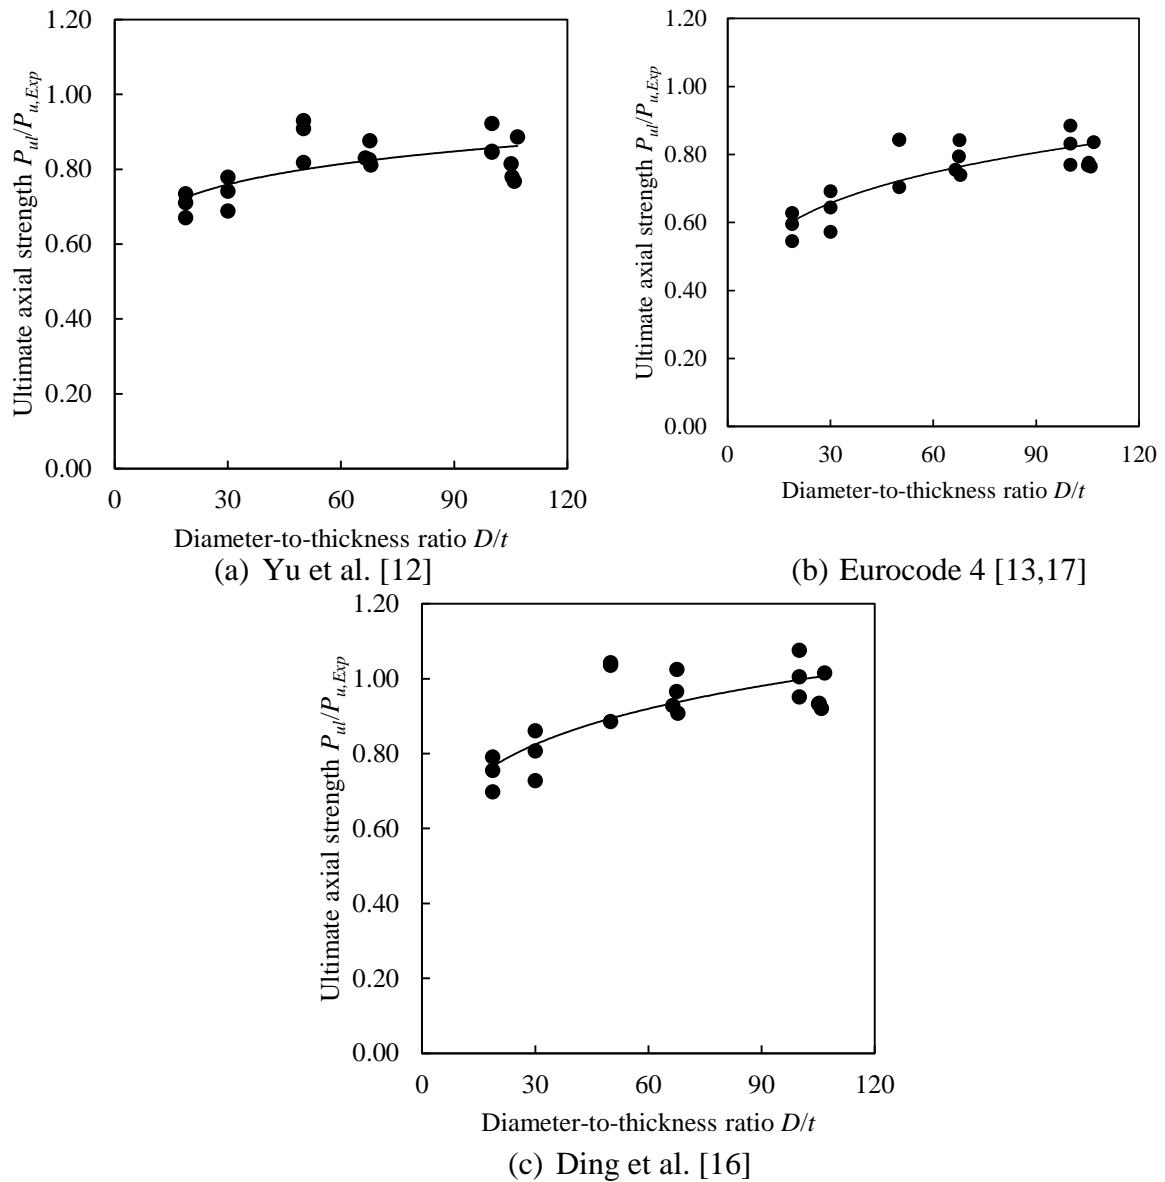 1.20
1.00
0.80
0.60
0.40
0.20
0.00
0 30 60 90 120
Ultimate axial strength Pul/Pu,Exp
Diameter-to-thickness ratio D/t
(a) Yu et al. [12]
1.20
1.00
0.80
0.60
0.40
0.20
0.00
0 30 60 90 120
Ultimate axial strength Pul/Pu,Exp
Diameter-to-thickness ratio D/t
(b) Eurocode 4 [13,17]
1.20
1.00
0.80
0.60
0.40
0.20
0.00
0 30 60 90 120
Ultimate axial strength Pul/Pu,Exp
Diameter-to-thickness ratio D/t
(c) Ding et al. [16]